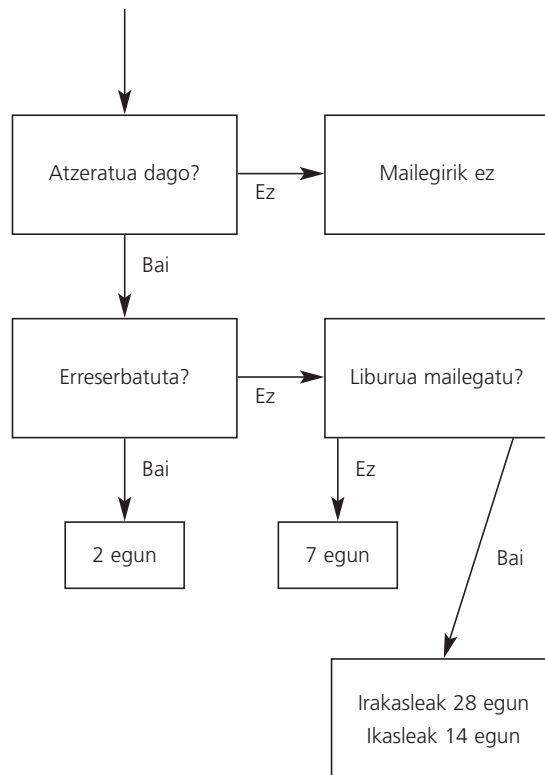 Atzeratua dago?
Ez
Mailegirik ez
Bai
Erreserbatuta?
Ez
Liburua mailegatu?
Bai
Ez
2 egun
7 egun
Bai
Irakasleak 28 egun
Ikasleak 14 egun